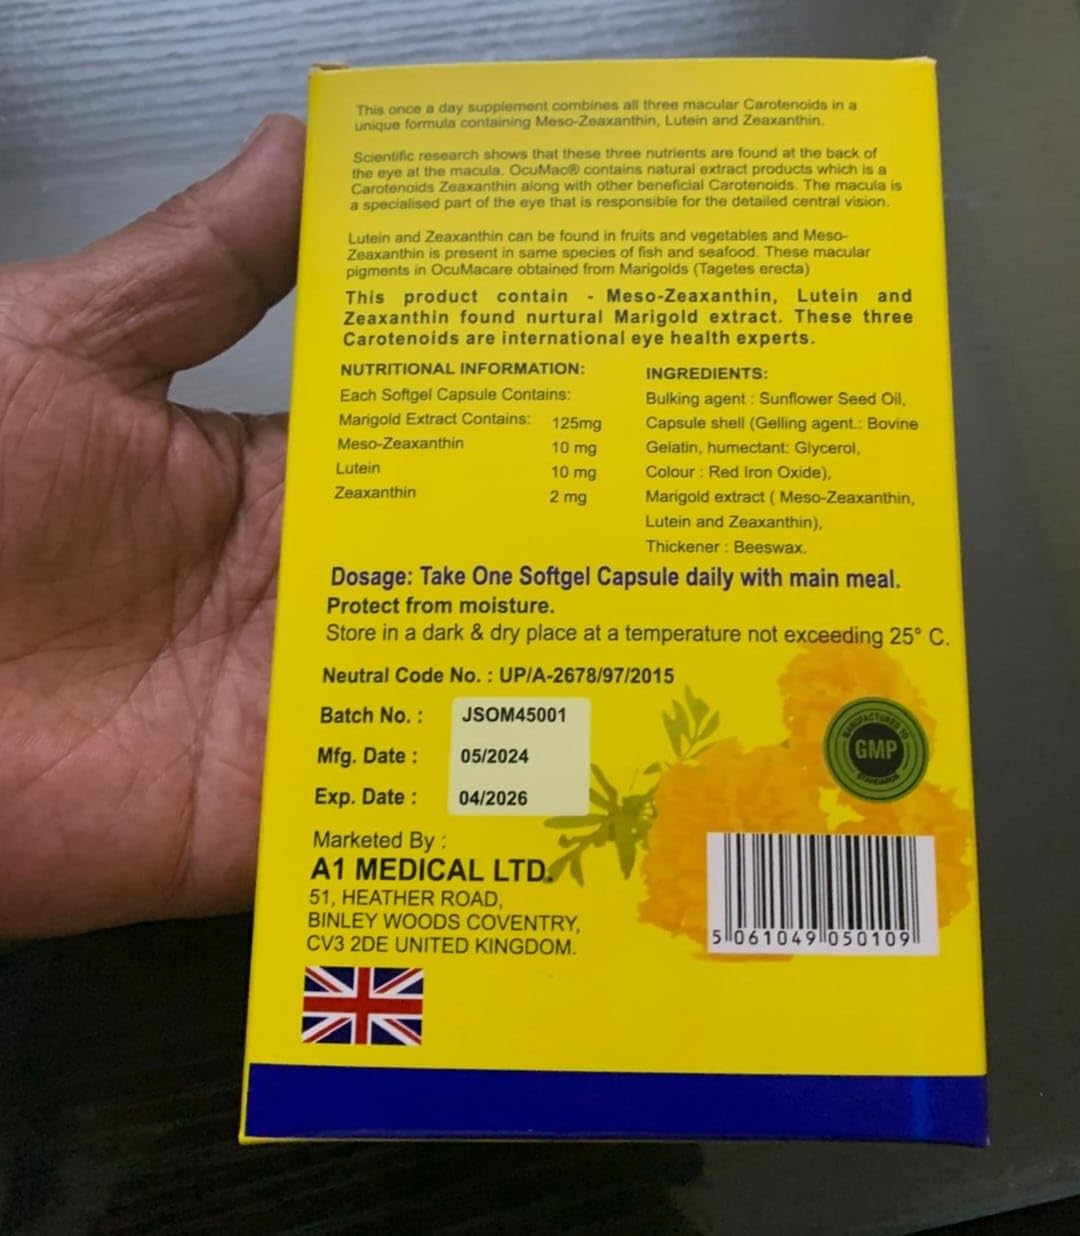 This once a day supplement combines all three macular Carotenoids in a
unique formula containing Meso-Zeaxanthin, Lutein and Zeaxanthin.
Scientific research shows that these three nutrients are found at the back of
the eye at the macula. OcuMac® contains natural extract products which is a
Carotenoids Zeaxanthin along with other beneficial Carotenoids. The macula is
a specialised part of the eye that is responsible for the detailed central vision.
Lutein and Zeaxanthin can be found in fruits and vegetables and Meso-
Zeaxanthin is present in same species of fish and seafood. These macular
pigments in OcuMacare obtained from Marigolds (Tagetes erecta)
This product contain - Meso-Zeaxanthin, Lutein and
Zeaxanthin found nurtural Marigold extract. These three
Carotenoids are international eye health experts.
NUTRITIONAL INFORMATION:
Each Softgel Capsule Contains:
Marigold Extract Contains: 125mg
Meso-Zeaxanthin 10 mg
Lutein 10 mg
Zeaxanthin 2 mg
INGREDIENTS:
Bulking agent : Sunflower Seed Oil,
Capsule shell (Gelling agent.: Bovine
Gelatin, humectant: Glycerol,
Colour : Red Iron Oxide),
Marigold extract ( Meso-Zeaxanthin,
Lutein and Zeaxanthin),
Thickener : Beeswax.
Dosage: Take One Softgel Capsule daily with main meal.
Protect from moisture.
Store in a dark & dry place at a temperature not exceeding 25° C.
Neutral Code No. : UP/A-2678/97/2015
Batch No. : JSOM45001
Mfg. Date : 05/2024
Exp. Date : 04/2026
MANUFACTURED TO
GMP
STANDARDS
Marketed By :
A1 MEDICAL LTD.
51, HEATHER ROAD,
BINLEY WOODS COVENTRY,
CV3 2DE UNITED KINGDOM.
5 061049 050109